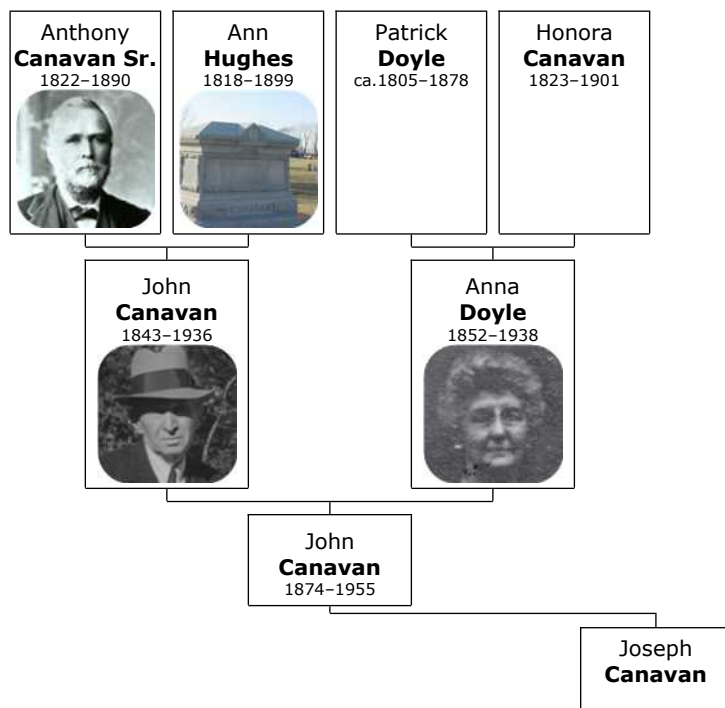 Anthony
Canavan Sr.
1822–1890
Ann
Hughes
1818–1899
Patrick
Doyle
ca.1805–1878
Honora
Canavan
1823–1901
John
Canavan
1843–1936
Anna
Doyle
1852–1938
John
Canavan
1874–1955
Joseph
Canavan